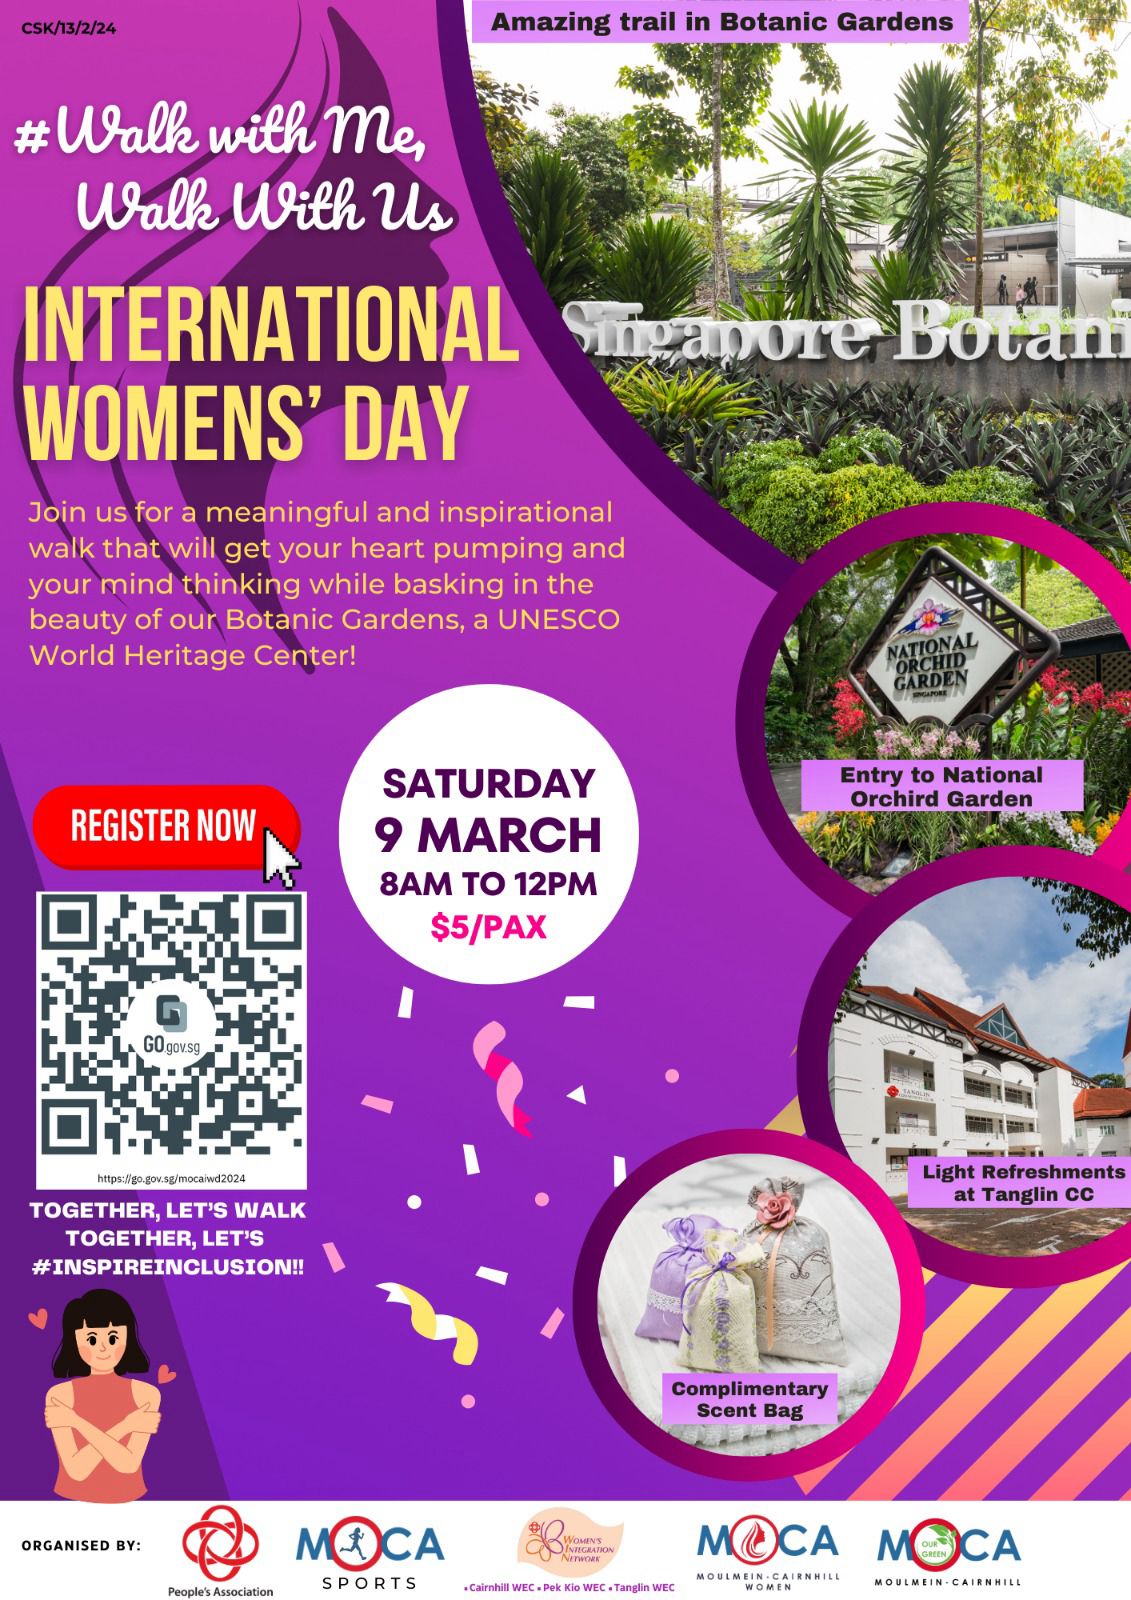 CSK/13/2/24
Amazing trail in Botanic Gardens
#Walk with Me,
Walk With Us
INTERNATIONAL
WOMENS' DAY
Singapore Botani
Join us for a meaningful and inspirational
walk that will get your heart pumping and
your mind thinking while basking in the
beauty of our Botanic Gardens, a UNESCO
World Heritage Center!
NATIONAL
ORCHID
GARDEN
SINGAPORE
Entry to National
Orchird Garden
SATURDAY
9 MARCH
8AM TO 12PM
$5/PAX
REGISTER NOW
GO.gov.sg
https://go.gov.sg/mocaiwd2024
TANGLIN
Light Refreshments
at Tanglin CC
TOGETHER, LET'S WALK
TOGETHER, LET'S
#INSPIREINCLUSION!!
Complimentary
Scent Bag
ORGANISED BY:
People's Association
MOCA
SPORTS
WOMEN'S
INTEGRATION
NETWORK
• Cairnhill WEC • Pek Kio WEC • Tanglin WEC
MOCA
MOULMEIN-CAIRNHILL
WOMEN
MOCA
OUR
GREEN
MOULMEIN-CAIRNHILL